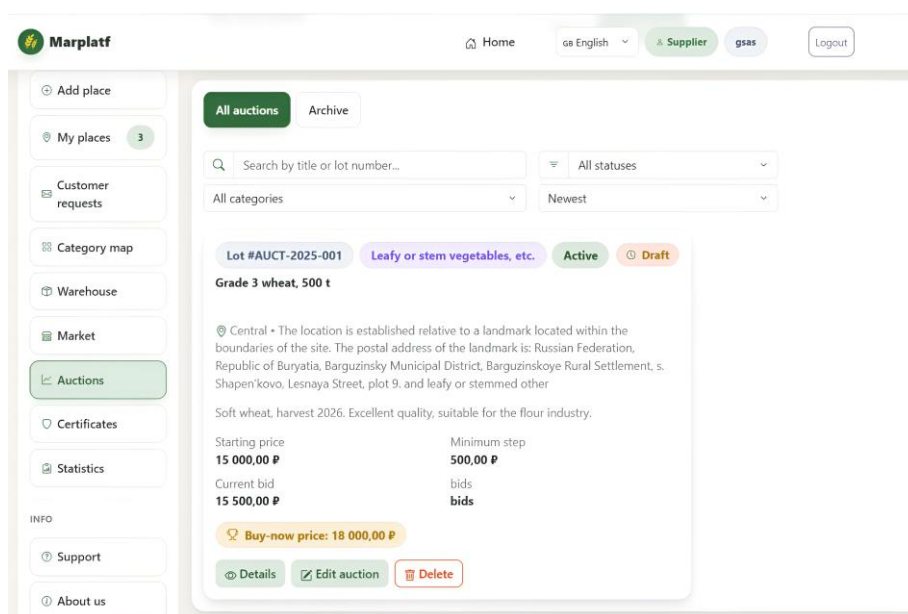 Marplatf
Home
GB English
Supplier
gsas
Logout
Add place
My places 3
Customer
requests
Category map
Warehouse
Market
Auctions
Certificates
Statistics
INFO
Support
About us
All auctions
Archive
Search by title or lot number...
All statuses
All categories
Newest
Lot #AUCT-2025-001
Leafy or stem vegetables, etc.
Active
Draft
Grade 3 wheat, 500 t
Central • The location is established relative to a landmark located within the
boundaries of the site. The postal address of the landmark is: Russian Federation,
Republic of Buryatia, Barguzinsky Municipal District, Barguzinskoye Rural Settlement, s.
Shapen'kovo, Lesnaya Street, plot 9. and leafy or stemmed other
Soft wheat, harvest 2026. Excellent quality, suitable for the flour industry.
Starting price
15 000,00 ₽
Minimum step
500,00 ₽
Current bid
15 500,00 ₽
bids
bids
Buy-now price: 18 000,00 ₽
Details
Edit auction
Delete